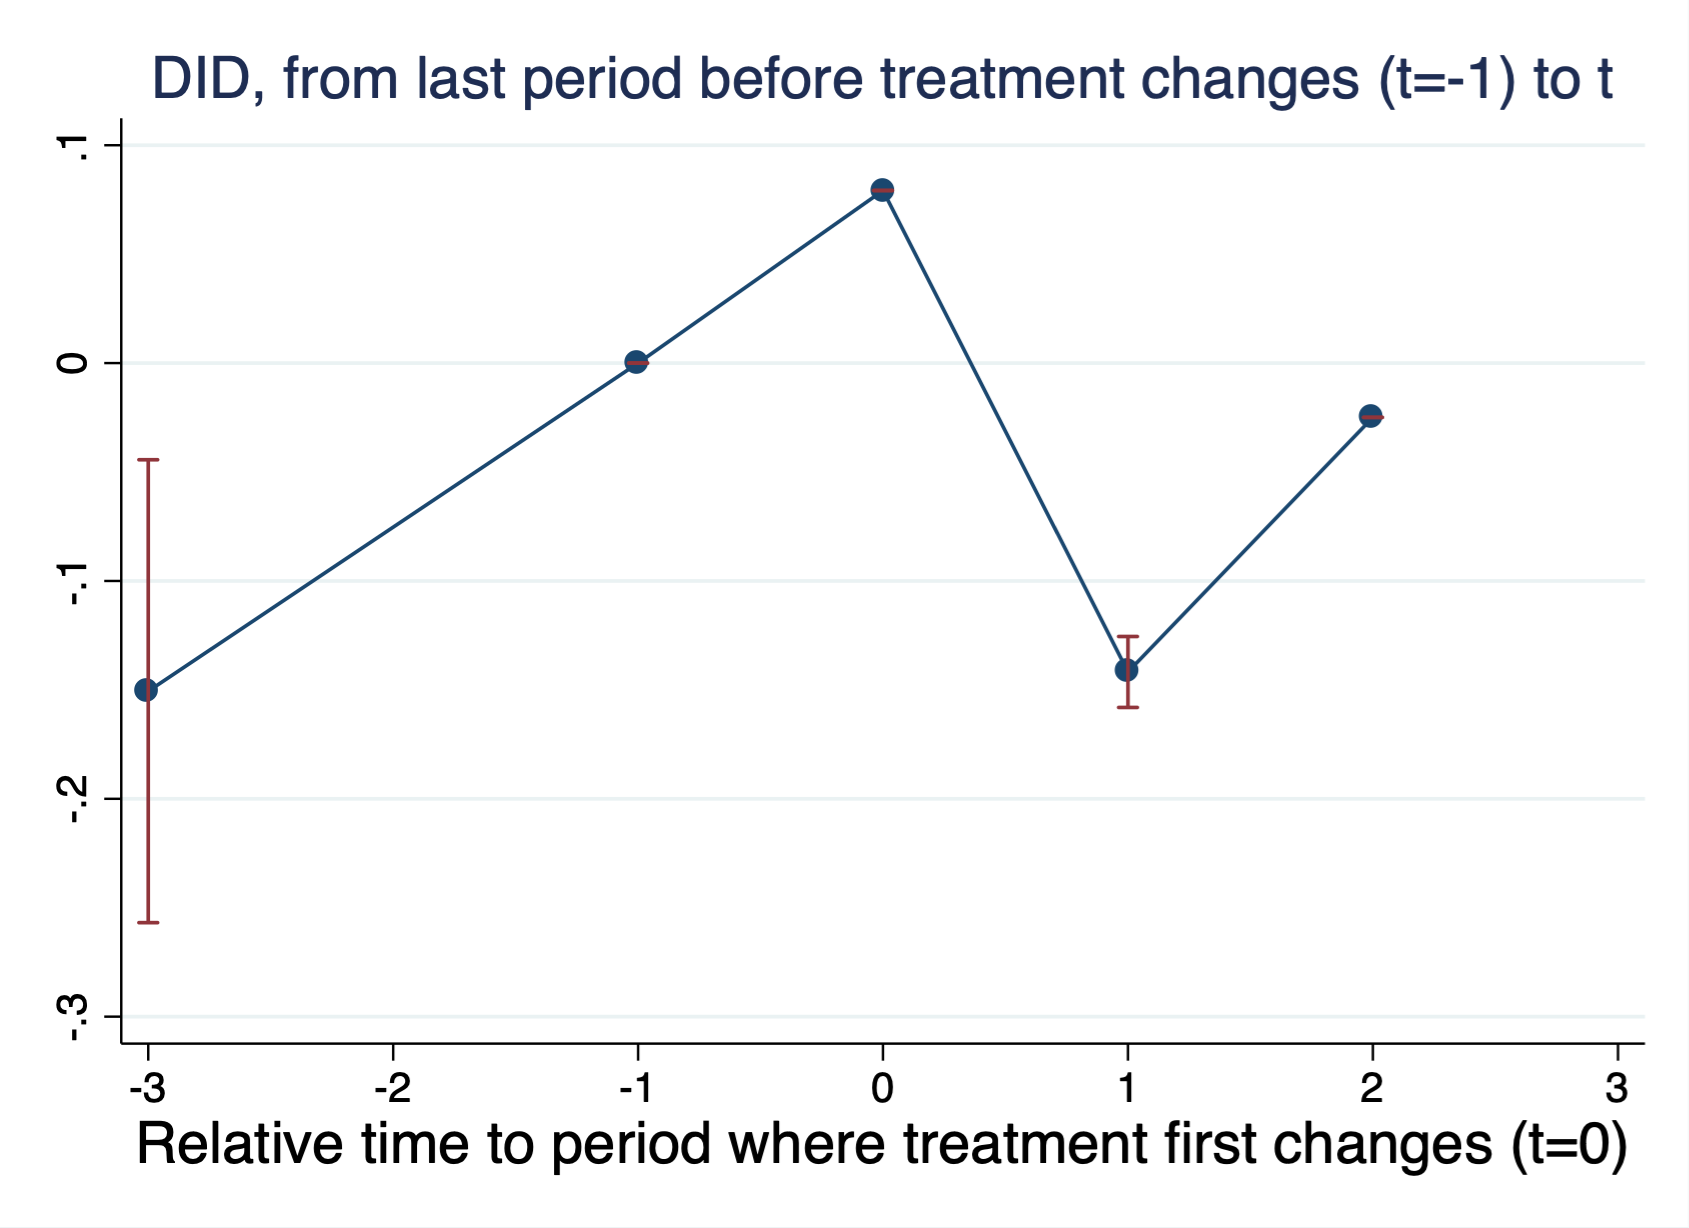 DID, from last period before treatment changes (t=-1) to t
.1
0
-.1
-.2
-.3
-3 -2 -1 0 1 2 3
Relative time to period where treatment first changes (t=0)